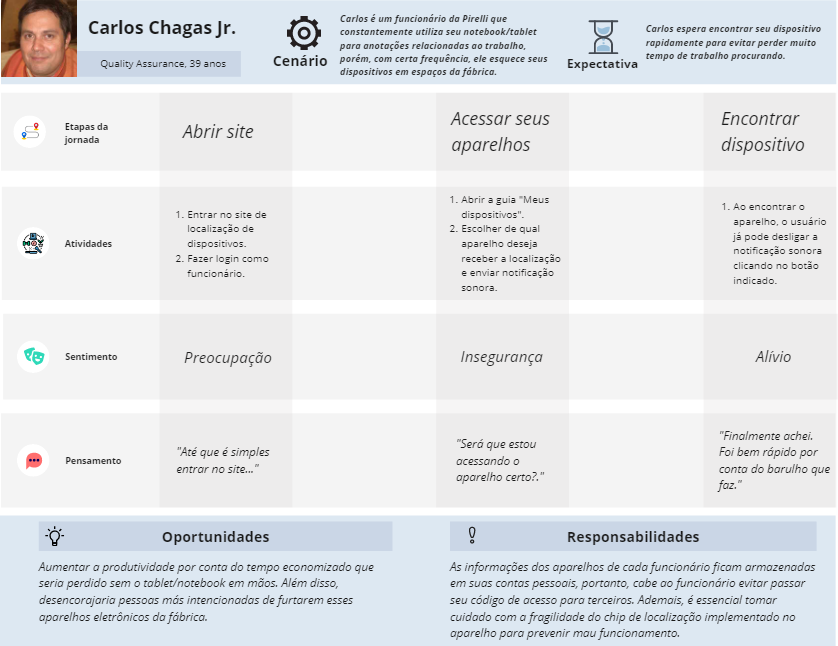 Carlos Chagas Jr.
Quality Assurance, 39 anos
Cenário
Carlos é um funcionário da Pirelli que
constantemente utiliza seu notebook/tablet
para anotações relacionadas ao trabalho,
porém, com certa frequência, ele esquece seus
dispositivos em espaços da fábrica.
Expectativa
Carlos espera encontrar seu dispositivo
rapidamente para evitar perder muito
tempo de trabalho procurando.
Etapas da
jornada
Abrir site
Acessar seus
aparelhos
Encontrar
dispositivo
Atividades
1. Entrar no site de
localização de
dispositivos.
2. Fazer login como
funcionário.
1. Abrir a guia "Meus
dispositivos".
2. Escolher de qual
aparelho deseja
receber a localização
e enviar notificação
sonora.
1. Ao encontrar o
aparelho, o usuário
já pode desligar a
notificação sonora
clicando no botão
indicado.
Sentimento
Preocupação
Insegurança
Alívio
Pensamento
"Até que é simples
entrar no site..."
"Será que estou
acessando o
aparelho certo?."
"Finalmente achei.
Foi bem rápido por
conta do barulho que
faz."
Oportunidades
Aumentar a produtividade por conta do tempo economizado que
seria perdido sem o tablet/notebook em mãos. Além disso,
desencorajaria pessoas mais intencionadas de furtarem esses
aparelhos eletrônicos da fábrica.
Responsabilidades
As informações dos aparelhos de cada funcionário ficam armazenadas
em suas contas pessoais, portanto, cabe ao funcionário evitar passar
seu código de acesso para terceiros. Ademais, é essencial tomar
cuidado com a fragilidade do chip de localização implementado no
aparelho para prevenir mau funcionamento.